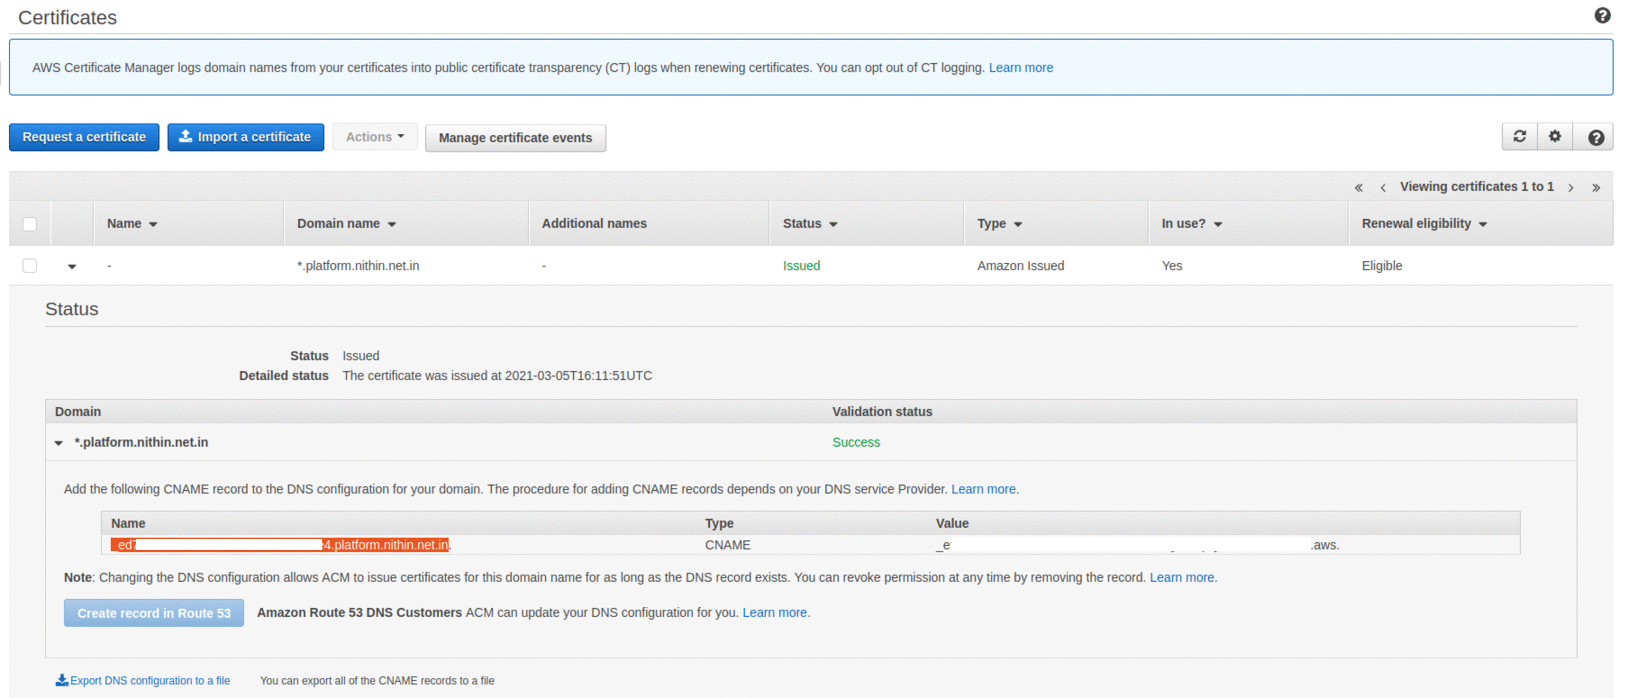 Certificates
AWS Certificate Manager logs domain names from your certificates into public certificate transparency (CT) logs when renewing certificates. You can opt out of CT logging. Learn more
Request a certificate Import a certificate Actions Manage certificate events
« ‹ Viewing certificates 1 to 1 › »
Name Domain name Additional names Status Type In use? Renewal eligibility
- *.platform.nithin.net.in - Issued Amazon Issued Yes Eligible
Status
Status Issued
Detailed status The certificate was issued at 2021-03-05T16:11:51UTC
Domain Validation status
*.platform.nithin.net.in Success
Add the following CNAME record to the DNS configuration for your domain. The procedure for adding CNAME records depends on your DNS service Provider. Learn more.
Name Type Value
_ed7 4.platform.nithin.net.in. CNAME _e .aws.
Note: Changing the DNS configuration allows ACM to issue certificates for this domain name for as long as the DNS record exists. You can revoke permission at any time by removing the record. Learn more.
Create record in Route 53 Amazon Route 53 DNS Customers ACM can update your DNS configuration for you. Learn more.
Export DNS configuration to a file You can export all of the CNAME records to a file